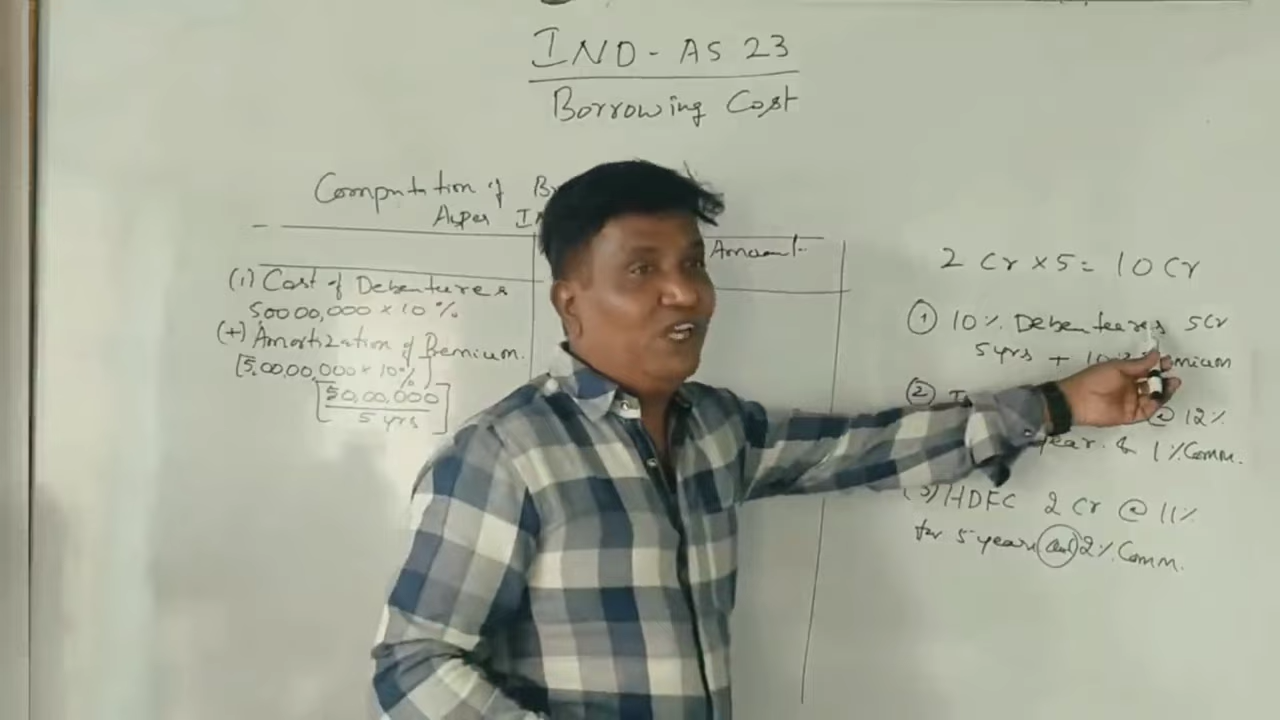 IND-AS 23
Borrowing Cost
Computation of
As per
Amount
(i) Cost of Debentures
50000,000 x 10%
(+) Amortization of Premium.
[5,00,00,000 x 10%]
[50,00,000
5 yrs]
2 Cr x 5 = 10 Cr
① 10% Debentures 5Cr
5yrs +
②
@ 12%
year. & 1% Comm.
(3) HDFC 2 Cr @ 11%
for 5 years and 2% Comm.